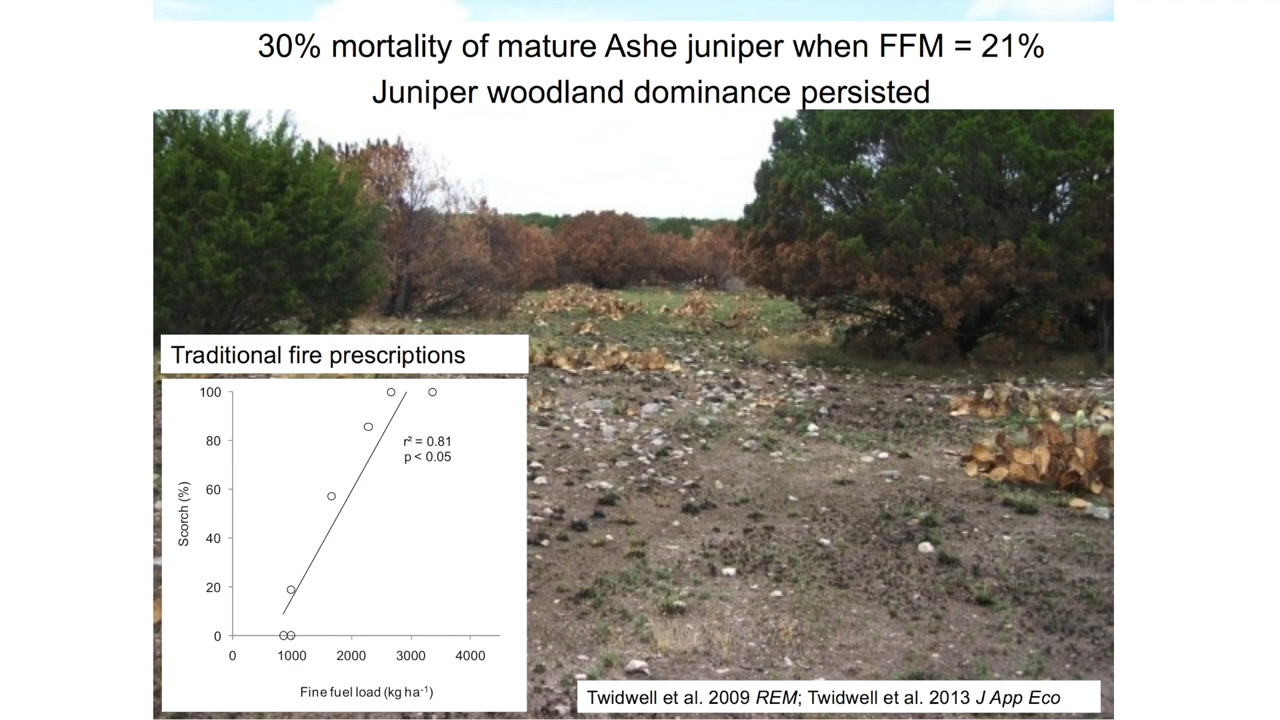 30% mortality of mature Ashe juniper when FFM = 21%
Juniper woodland dominance persisted
Traditional fire prescriptions
100
80
60
40
20
0
Scorch (%)
r² = 0.81
p < 0.05
0 1000 2000 3000 4000
Fine fuel load (kg ha⁻¹)
Twidwell et al. 2009 REM; Twidwell et al. 2013 J App Eco